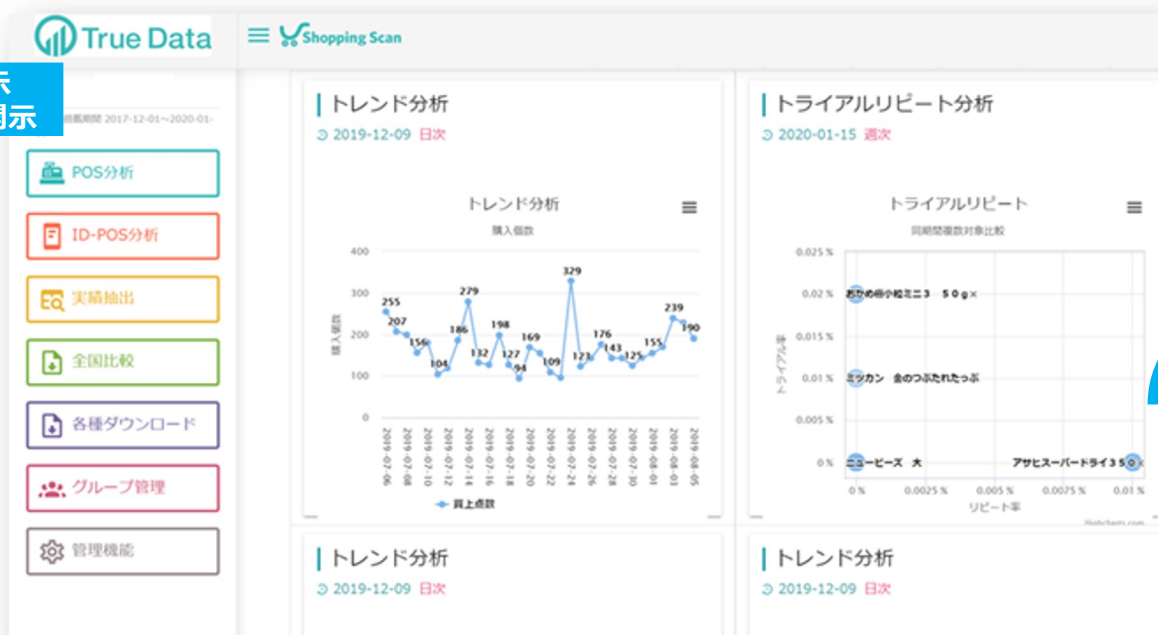 True Data
Shopping Scan
示
開示
掲載期間 2017-12-01～2020-01-
POS分析
ID-POS分析
実績抽出
全国比較
各種ダウンロード
グループ管理
管理機能
トレンド分析
2019-12-09 日次
トレンド分析
購入個数
400
300
200
100
0
購入個数
255
207
156
104
186
279
132
198
127
94
169
109
329
123
176
143
125
155
239
190
2019-07-06
2019-07-08
2019-07-10
2019-07-12
2019-07-14
2019-07-16
2019-07-18
2019-07-20
2019-07-22
2019-07-24
2019-07-26
2019-07-28
2019-07-30
2019-08-01
2019-08-03
2019-08-05
買上点数
トライアルリピート分析
2020-01-15 週次
トライアルリピート
同期間複数対象比較
0.025 %
0.02 %
0.015 %
0.01 %
0.005 %
0 %
トライアル率
おかめ極小粒ミニ３ ５０ｇ×
ミツカン 金のつぶたれたっぷ
ニュービーズ 大
アサヒスーパードライ３５０×
0 %
0.0025 %
0.005 %
0.0075 %
0.01 %
リピート率
Highcharts.com
トレンド分析
2019-12-09 日次
トレンド分析
2019-12-09 日次